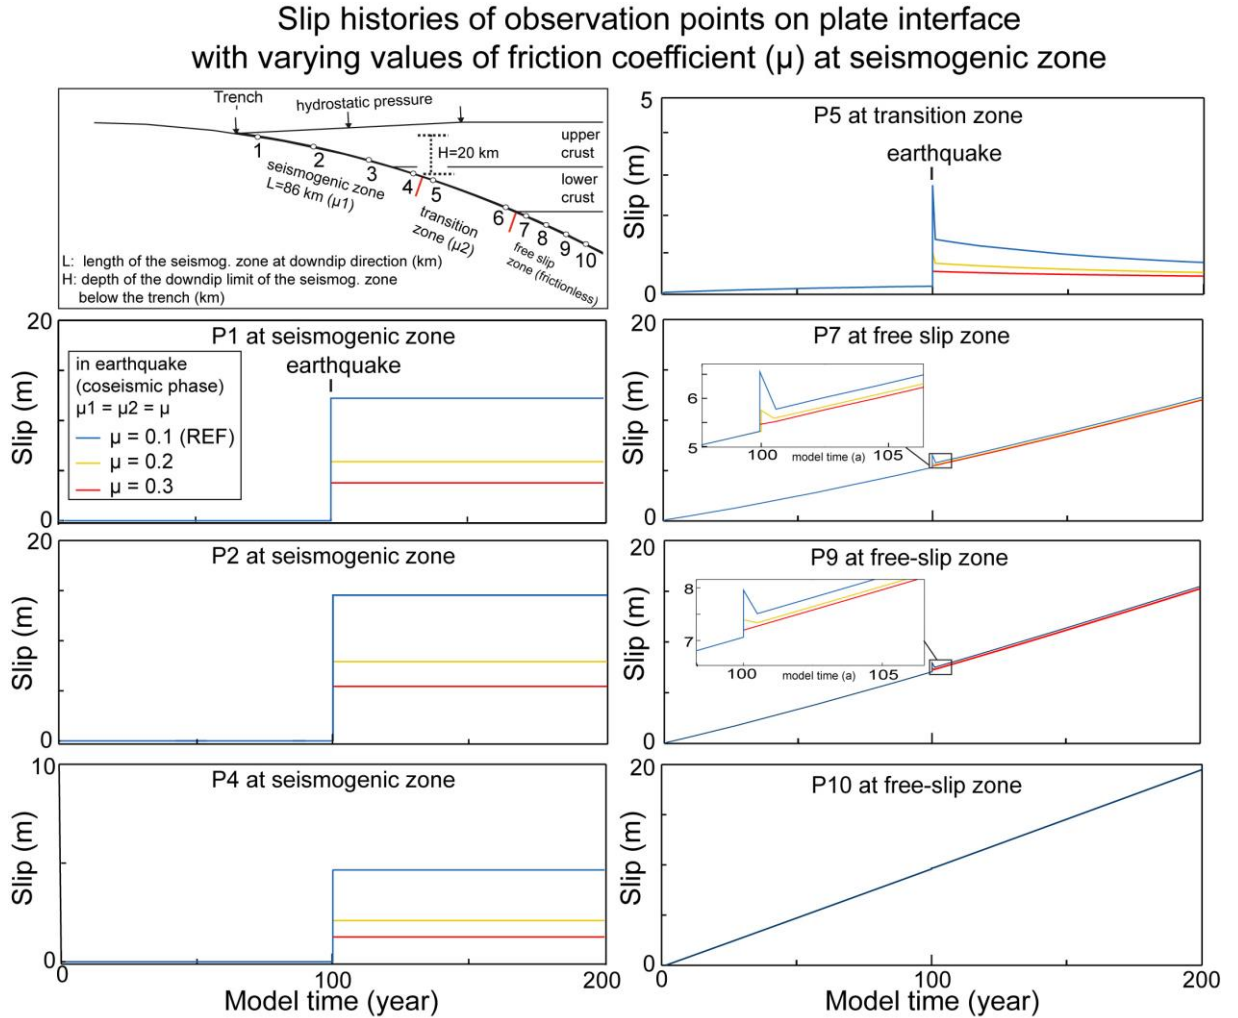 Slip histories of observation points on plate interface
with varying values of friction coefficient (μ) at seismogenic zone
Trench
hydrostatic pressure
upper
crust
H=20 km
lower
crust
1
2
3
4
5
6
7
8
9
10
seismogenic zone
L=86 km (μ1)
transition
zone (μ2)
free slip
zone (frictionless)
L: length of the seismog. zone at downdip direction (km)
H: depth of the downdip limit of the seismog. zone
below the trench (km)
5
P5 at transition zone
earthquake
Slip (m)
0
20
P1 at seismogenic zone
earthquake
in earthquake
(coseismic phase)
μ1 = μ2 = μ
μ = 0.1 (REF)
μ = 0.2
μ = 0.3
Slip (m)
0
20
P7 at free slip zone
6
5
100
105
model time (a)
Slip (m)
0
20
P2 at seismogenic zone
Slip (m)
0
20
P9 at free-slip zone
8
7
100
105
model time (a)
Slip (m)
0
10
P4 at seismogenic zone
Slip (m)
0
0
100
200
Model time (year)
20
P10 at free-slip zone
Slip (m)
0
0
100
200
Model time (year)